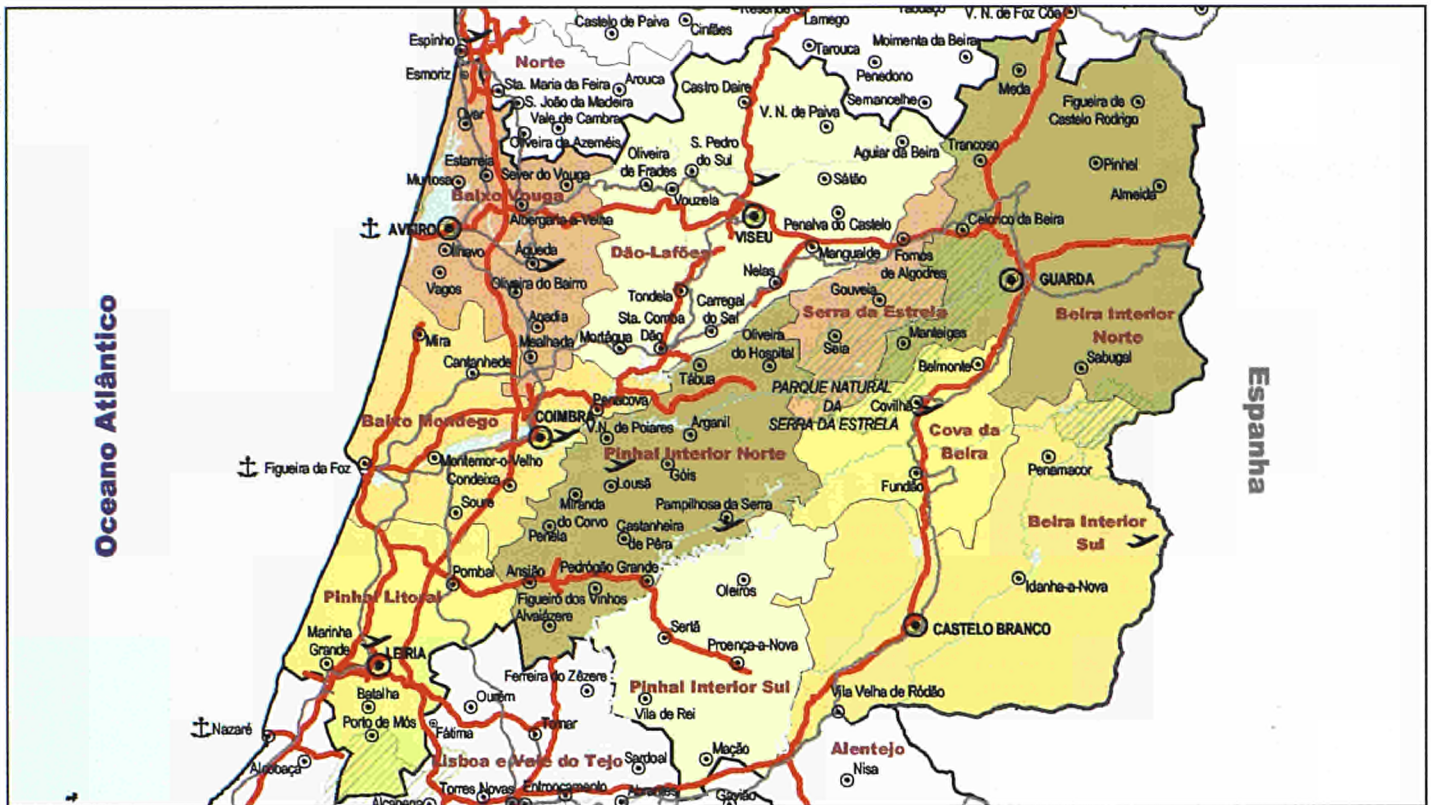 Castelo de Paiva
Cinfães
Lamego
V. N. de Foz Côa
Espinho
Tarouca
Moimenta da Beira
Norte
Esmoriz
Sta. Maria da Feira
Arouca
Castro Daire
Penedono
Meda
S. João da Madeira
Sernancelhe
Figueira de
Castelo Rodrigo
Ovar
Vale de Cambra
V. N. de Paiva
Oliveira de Azeméis
S. Pedro
do Sul
Aguiar da Beira
Trancoso
Estarreja
Oliveira
de Frades
Pinhel
Murtosa
Sever do Vouga
Sátão
Almeida
Baixo Vouga
Vouzela
Albergaria-a-Velha
Penalva do Castelo
Celorico da Beira
AVEIRO
VISEU
Ílhavo
Águeda
Dão-Lafões
Mangualde
Fornos
de Algodres
Nelas
GUARDA
Vagos
Oliveira do Bairro
Gouveia
Tondela
Carregal
do Sal
Serra da Estrela
Beira Interior
Norte
Oceano Atlântico
Anadia
Sta. Comba
Dão
Manteigas
Mira
Mealhada
Mortágua
Oliveira
do Hospital
Seia
Sabugal
Cantanhede
Belmonte
Tábua
PARQUE NATURAL
DA
SERRA DA ESTRELA
Espanha
Penacova
Covilhã
COIMBRA
Baixo Mondego
V.N. de Poiares
Arganil
Cova da
Beira
Pinhal Interior Norte
Figueira da Foz
Montemor-o-Velho
Góis
Penamacor
Condeixa
Lousã
Fundão
Soure
Miranda
do Corvo
Pampilhosa da Serra
Beira Interior
Sul
Penela
Castanheira
de Pêra
Pombal
Ansião
Pedrógão Grande
Idanha-a-Nova
Oleiros
Pinhal Litoral
Figueiró dos Vinhos
Alvaiázere
Marinha
Grande
Sertã
CASTELO BRANCO
LEIRIA
Proença-a-Nova
Ferreira do Zêzere
Pinhal Interior Sul
Batalha
Ourém
Vila Velha de Ródão
Vila de Rei
Nazaré
Porto de Mós
Fátima
Tomar
Alentejo
Mação
Lisboa e Vale do Tejo
Sardoal
Alcobaça
Nisa
Torres Novas
Entroncamento
Abrantes
Gavião
Alcanena